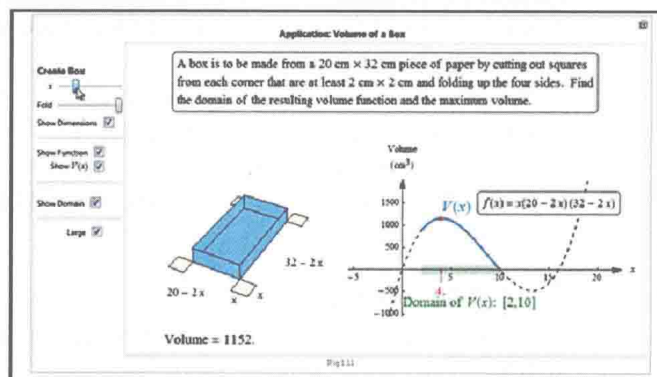 Application: Volume of a Box
A box is to be made from a 20 cm × 32 cm piece of paper by cutting out squares
from each corner that are at least 2 cm × 2 cm and folding up the four sides. Find
the domain of the resulting volume function and the maximum volume.
Create Box
x
Fold
Show Dimensions
Show Function
Show V(x)
Show Domain
Large
20 − 2x
x
x
32 − 2x
Volume = 1152.
Volume
(cm³)
1500
1000
500
−500
−1000
V(x)
f(x) = x(20 − 2x)(32 − 2x)
4.
5
10
15
20
x
Domain of V(x): [2,10]